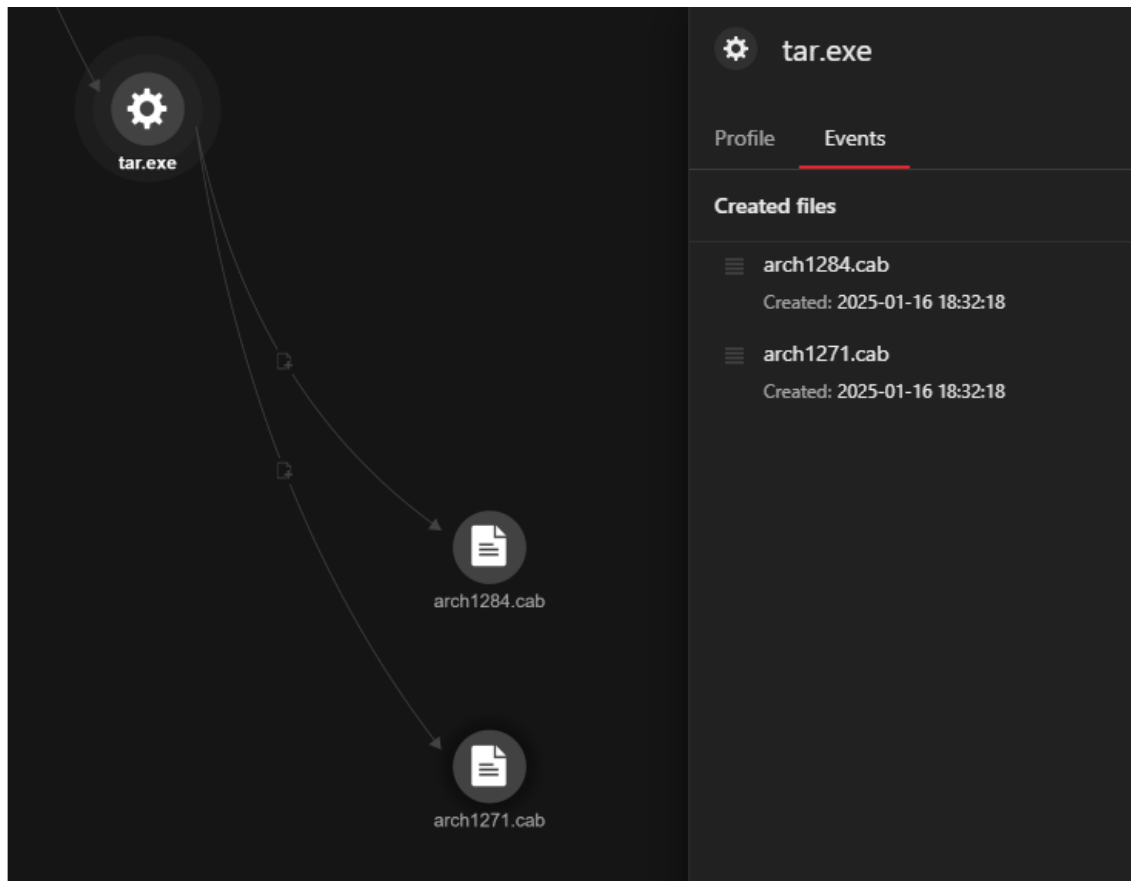 tar.exe
arch1284.cab
arch1271.cab
tar.exe
Profile Events
Created files
arch1284.cab
Created: 2025-01-16 18:32:18
arch1271.cab
Created: 2025-01-16 18:32:18